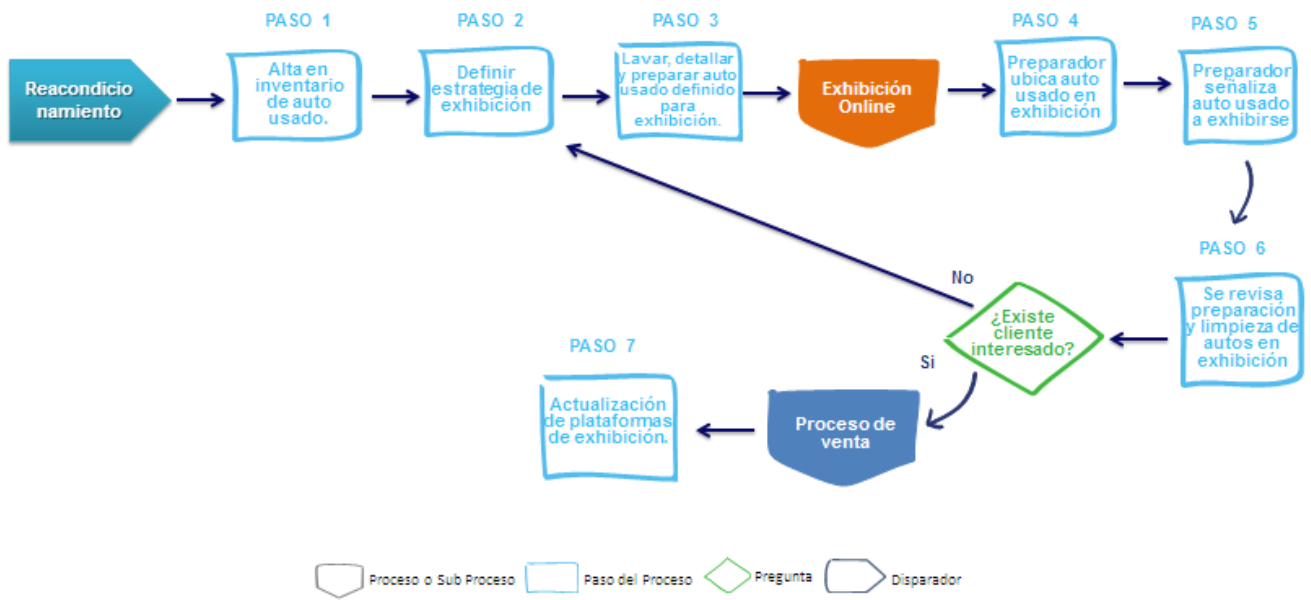 PASO 1
PASO 2
PASO 3
PASO 4
PASO 5
Reacondicio
namiento
Alta en
inventario
de auto
usado.
Definir
estrategia de
exhibición
Lavar, detallar
y preparar auto
usado definido
para
exhibición.
Exhibición
Online
Preparador
ubica auto
usado en
exhibición
Preparador
señaliza
auto usado
a exhibirse
PASO 6
Se revisa
preparación
y limpieza de
autos en
exhibición
No
¿Existe
cliente
interesado?
Si
Proceso de
venta
PASO 7
Actualización
de plataformas
de exhibición.
Proceso o Sub Proceso
Paso del Proceso
Pregunta
Disparador